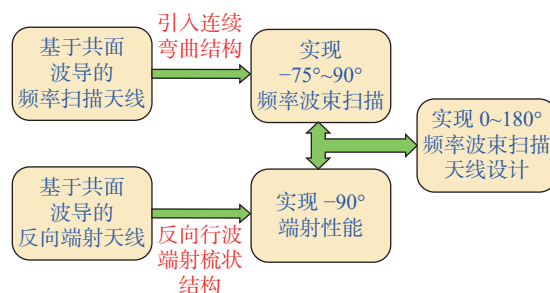 基于共面
波导的
频率扫描天线
引入连续
弯曲结构
实现
−75°~90°
频率波束扫描
实现 0~180°
频率波束扫描
天线设计
基于共面
波导的
反向端射天线
反向行波
端射梳状
结构
实现 −90°
端射性能